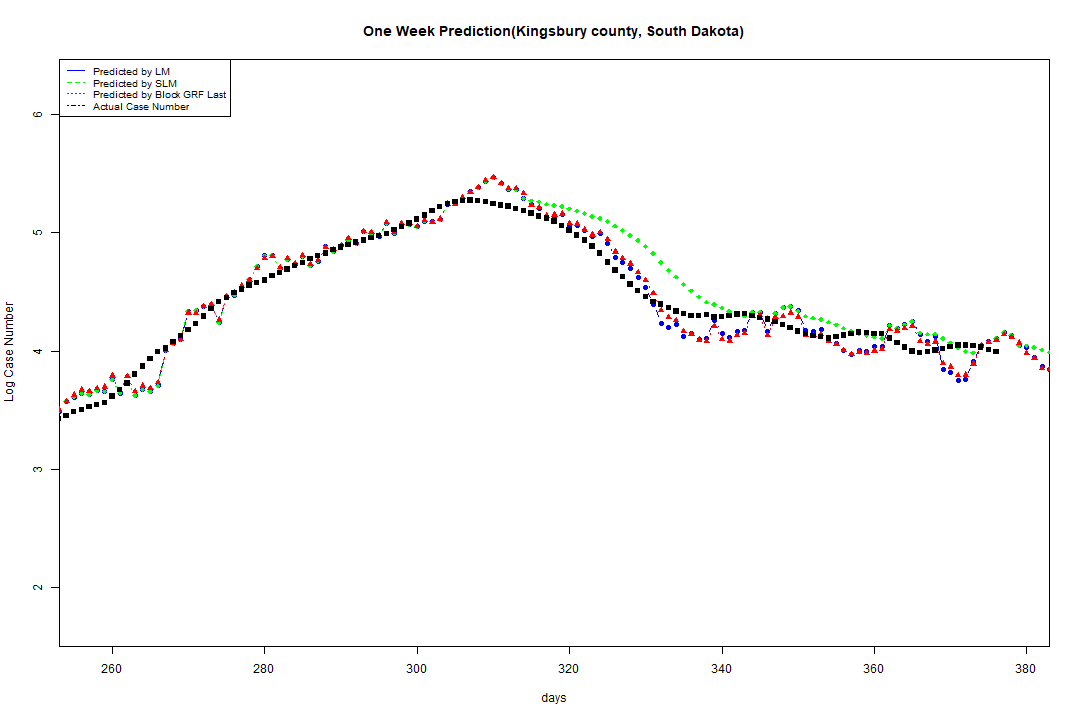 One Week Prediction(Kingsbury county, South Dakota)
Predicted by LM
Predicted by SLM
Predicted by Block GRF Last
Actual Case Number
6
5
4
3
2
Log Case Number
260 280 300 320 340 360 380
days